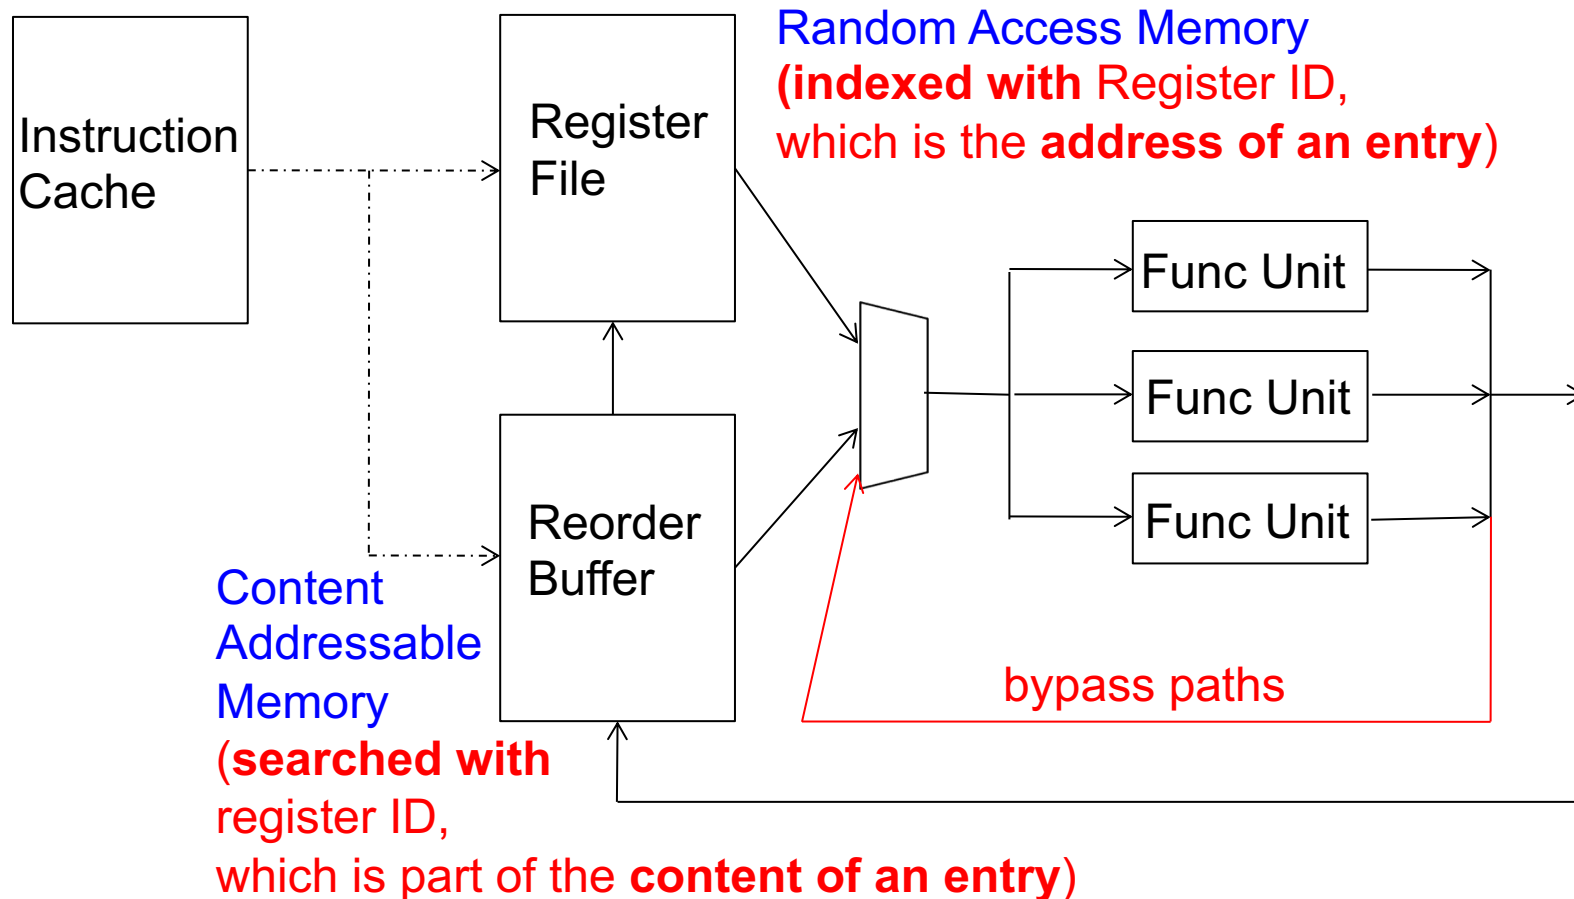 Instruction
Cache
Register
File
Random Access Memory
(indexed with Register ID,
which is the address of an entry)
Func Unit
Func Unit
Func Unit
Reorder
Buffer
Content
Addressable
Memory
(searched with
register ID,
which is part of the content of an entry)
bypass paths